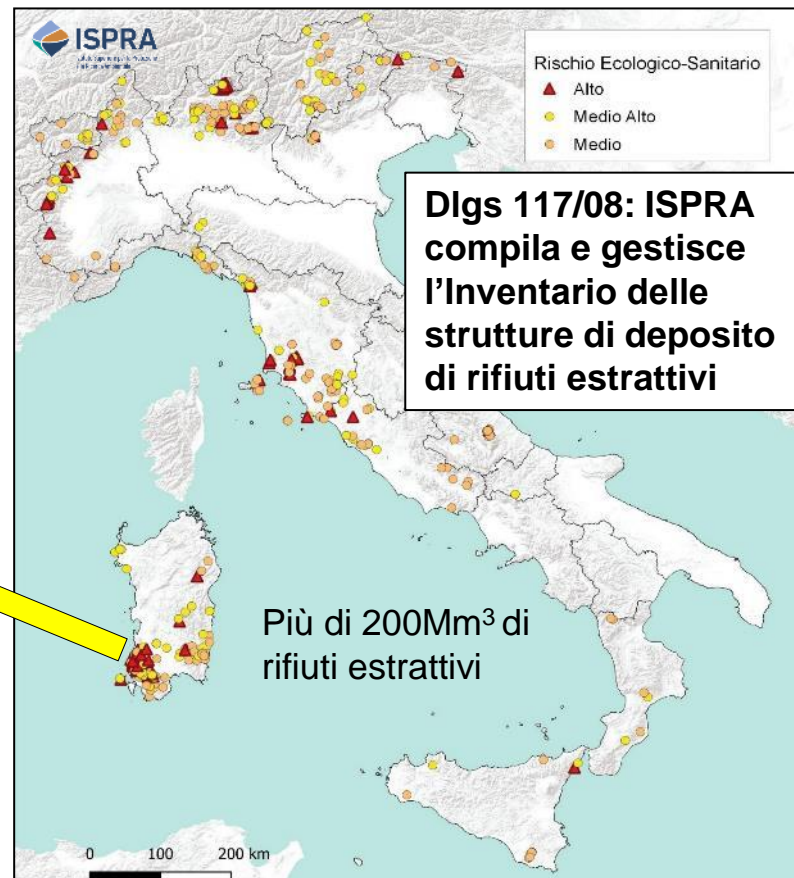 ISPRA
Rischio Ecologico-Sanitario
Alto
Medio Alto
Medio
Dlgs 117/08: ISPRA
compila e gestisce
l'Inventario delle
strutture di deposito
di rifiuti estrattivi
Più di 200Mm³ di
rifiuti estrattivi
0 100 200 km